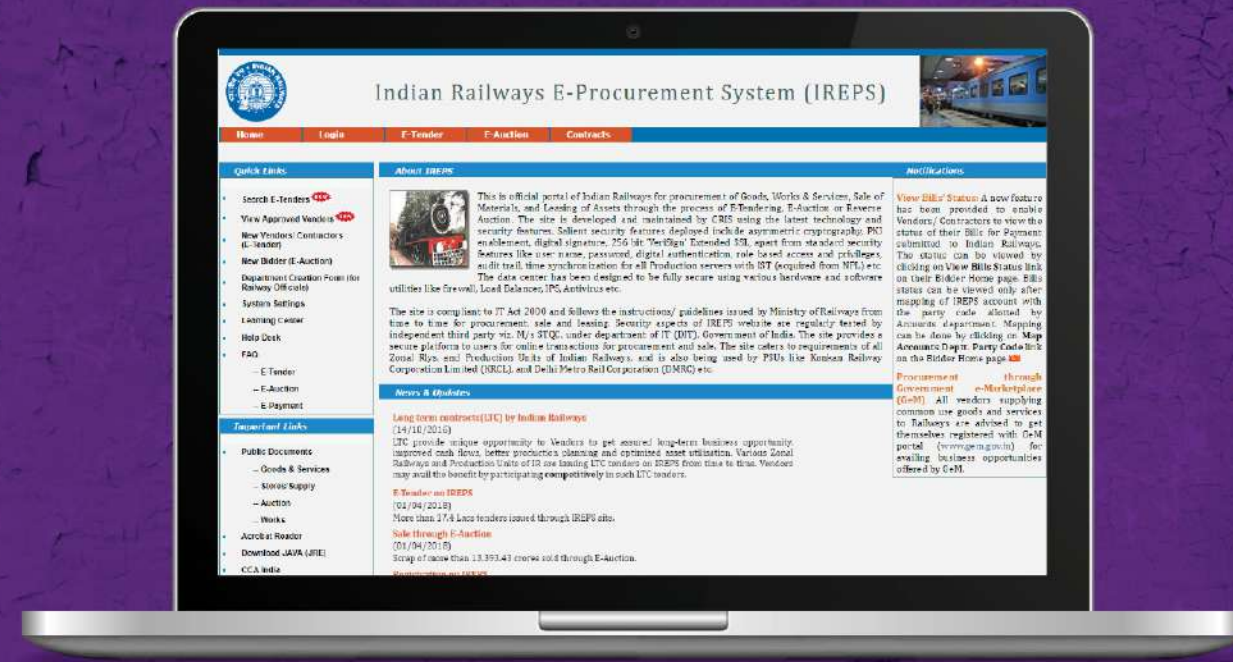 Indian Railways E-Procurement System (IREPS)
Home Login E-Tender E-Auction Contracts
Quick Links
Search E-Tenders
View Approved Vendors
New Vendors/ Contractors
(E-Tender)
New Bidder (E-Auction)
Department Creation Form (for
Railway Officials)
System Settings
Learning Center
Help Desk
FAQ
-- E-Tender
-- E-Auction
-- E-Payment
Important Links
Public Documents
-- Goods & Services
-- Stores/Supply
-- Auction
-- Works
Acrobat Reader
Download JAVA (JRE)
CCA India
About IREPS
This is official portal of Indian Railways for procurement of Goods, Works & Services, Sale of
Materials, and Leasing of Assets through the process of E-Tendering, E-Auction or Reverse
Auction. The site is developed and maintained by CRIS using the latest technology and
security features. Salient security features deployed include asymmetric cryptography, PKI
enablement, digital signature, 256 bit 'VeriSign' Extended SSL, apart from standard security
features like user name, password, digital authentication, role based access and privileges,
audit trail, time synchronization for all Production servers with IST (acquired from NPL) etc.
The data center has been designed to be fully secure using various hardware and software
utilities like firewall, Load Balancer, IPS, Antivirus etc.
The site is compliant to IT Act 2000 and follows the instructions/ guidelines issued by Ministry of Railways from
time to time for procurement, sale and leasing. Security aspects of IREPS website are regularly tested by
independent third party viz. M/s STQC, under department of IT (DIT), Government of India. The site provides a
secure platform to users for online transactions for procurement and sale. The site caters to requirements of all
Zonal Rlys. and Production Units of Indian Railways, and is also being used by PSUs like Konkan Railway
Corporation Limited (KRCL), and Delhi Metro Rail Corporation (DMRC) etc.
News & Updates
Long term contracts(LTC) by Indian Railways
(14/10/2016)
LTC provide unique opportunity to Vendors to get assured long-term business opportunity,
improved cash flows, better production planning and optimised asset utilisation. Various Zonal
Railways and Production Units of IR are issuing LTC tenders on IREPS from time to time. Vendors
may avail the benefit by participating competitively in such LTC tenders.
E-Tender on IREPS
(01/04/2018)
More than 17.4 Lacs tenders issued through IREPS site.
Sale through E-Auction
(01/04/2018)
Scrap of more than 13,393.43 crores sold through E-Auction.
Registration on IREPS
Notifications
View Bills' Status: A new feature
has been provided to enable
Vendors/ Contractors to view the
status of their Bills for Payment
submitted to Indian Railways.
The status can be viewed by
clicking on View Bills Status link
on their Bidder Home page. Bills
status can be viewed only after
mapping of IREPS account with
the party code allotted by
Accounts department. Mapping
can be done by clicking on Map
Accounts Deptt. Party Code link
on the Bidder Home page.
Procurement through
Government e-Marketplace
(GeM) All vendors supplying
common use goods and services
to Railways are advised to get
themselves registered with GeM
portal (www.gem.gov.in) for
availing business opportunities
offered by GeM.